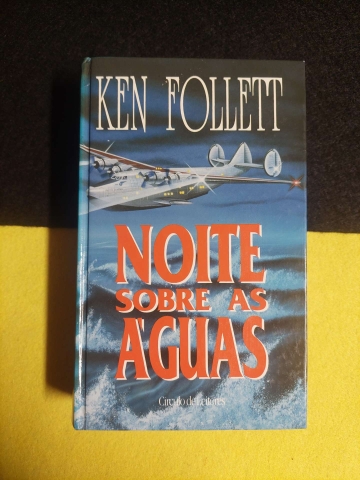 KEN FOLLETT
NOITE
SOBRE AS
ÁGUAS
Círculo de Leitores